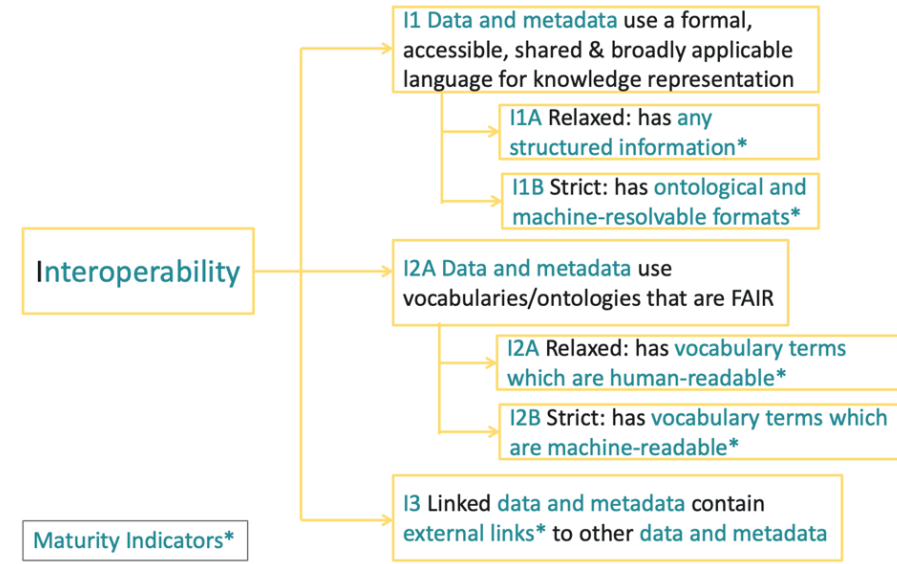 I1 Data and metadata use a formal,
accessible, shared & broadly applicable
language for knowledge representation
I1A Relaxed: has any
structured information*
I1B Strict: has ontological and
machine-resolvable formats*
Interoperability
I2A Data and metadata use
vocabularies/ontologies that are FAIR
I2A Relaxed: has vocabulary terms
which are human-readable*
I2B Strict: has vocabulary terms which
are machine-readable*
I3 Linked data and metadata contain
external links* to other data and metadata
Maturity Indicators*